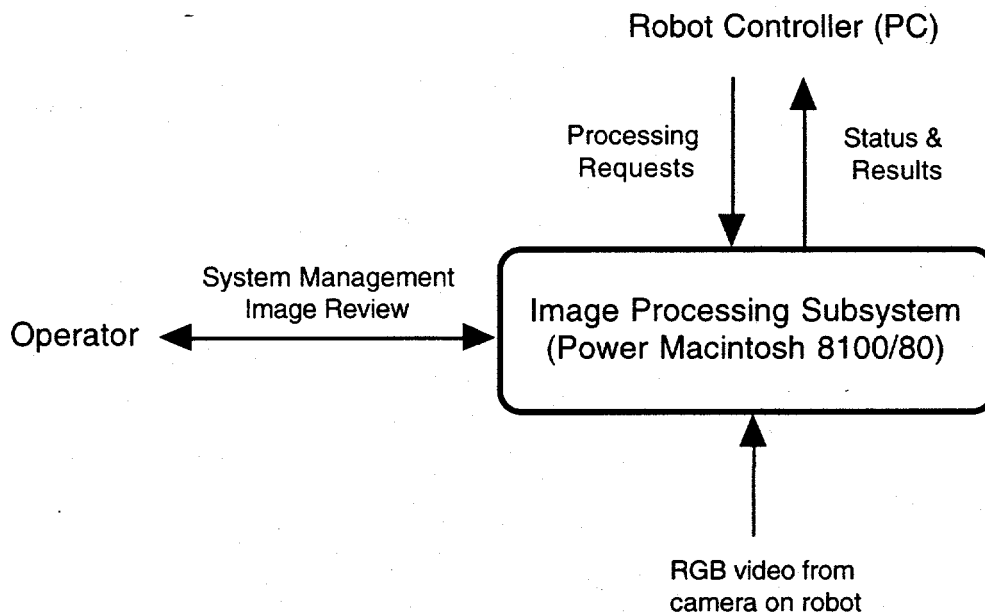 Robot Controller (PC)
Processing
Requests
Status &
Results
System Management
Image Review
Operator
Image Processing Subsystem
(Power Macintosh 8100/80)
RGB video from
camera on robot